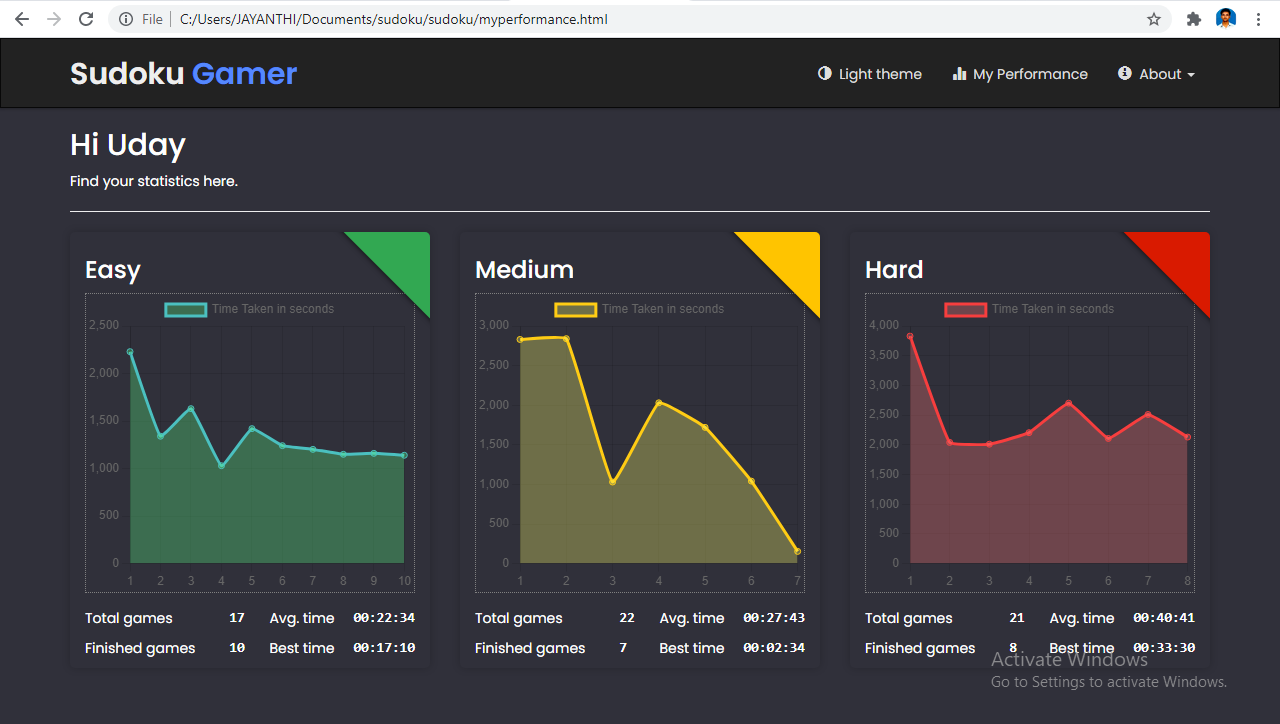 File | C:/Users/JAYANTHI/Documents/sudoku/sudoku/myperformance.html
Sudoku Gamer
Light theme
My Performance
About
Hi Uday
Find your statistics here.
Easy
Time Taken in seconds
2,500
2,000
1,500
1,000
500
0
1 2 3 4 5 6 7 8 9 10
Total games 17 Avg. time 00:22:34
Finished games 10 Best time 00:17:10
Medium
Time Taken in seconds
3,000
2,500
2,000
1,500
1,000
500
0
1 2 3 4 5 6 7
Total games 22 Avg. time 00:27:43
Finished games 7 Best time 00:02:34
Hard
Time Taken in seconds
4,000
3,500
3,000
2,500
2,000
1,500
1,000
500
0
1 2 3 4 5 6 7 8
Total games 21 Avg. time 00:40:41
Finished games 8 Best time 00:33:30
Activate Windows
Go to Settings to activate Windows.